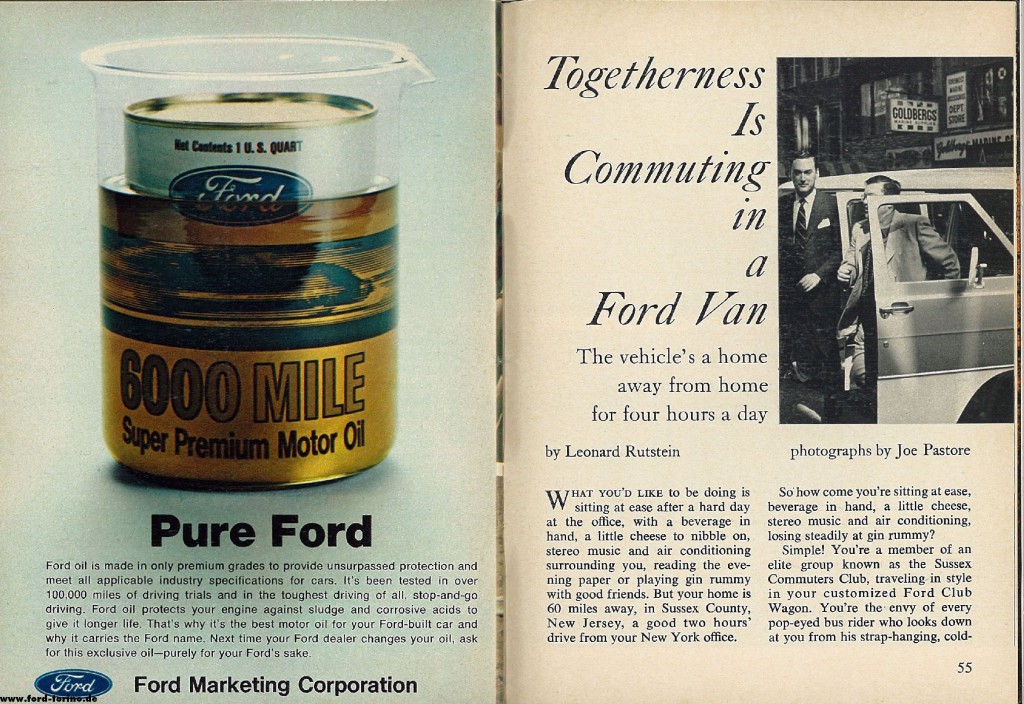 Net Contents 1 U. S. QUART
Ford
6000 MILE
Super Premium Motor Oil
Pure Ford
Ford oil is made in only premium grades to provide unsurpassed protection and
meet all applicable industry specifications for cars. It's been tested in over
100,000 miles of driving trials and in the toughest driving of all, stop-and-go
driving. Ford oil protects your engine against sludge and corrosive acids to
give it longer life. That's why it's the best motor oil for your Ford-built car and
why it carries the Ford name. Next time your Ford dealer changes your oil, ask
for this exclusive oil—purely for your Ford's sake.
Ford
Ford Marketing Corporation
www.ford-torino.de
Togetherness
Is
Commuting
in
a
Ford Van
The vehicle's a home
away from home
for four hours a day
GOLDBERGS
MARINE
DEPT.
STORE
Goldbergs MARINE
by Leonard Rutstein
photographs by Joe Pastore
WHAT YOU'D LIKE to be doing is
sitting at ease after a hard day
at the office, with a beverage in
hand, a little cheese to nibble on,
stereo music and air conditioning
surrounding you, reading the eve-
ning paper or playing gin rummy
with good friends. But your home is
60 miles away, in Sussex County,
New Jersey, a good two hours'
drive from your New York office.
So how come you're sitting at ease,
beverage in hand, a little cheese,
stereo music and air conditioning,
losing steadily at gin rummy?
Simple! You're a member of an
elite group known as the Sussex
Commuters Club, traveling in style
in your customized Ford Club
Wagon. You're the envy of every
pop-eyed bus rider who looks down
at you from his strap-hanging, cold-
55